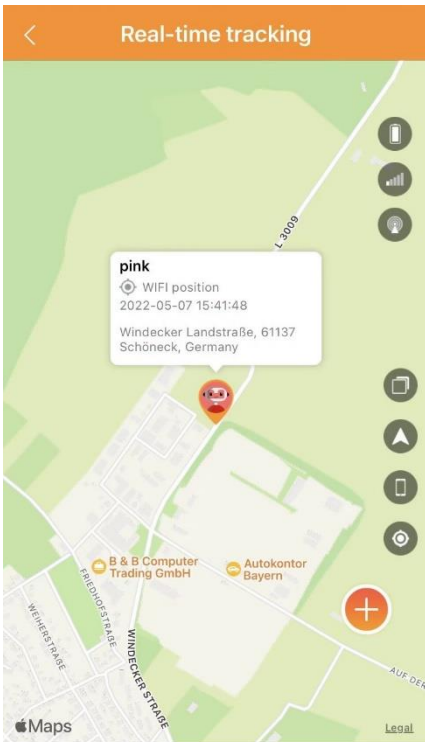 Real-time tracking
L 3009
pink
WIFI position
2022-05-07 15:41:48
Windecker Landstraße, 61137
Schöneck, Germany
B & B Computer
Trading GmbH
Autokontor
Bayern
FRIEDHOFSTRAßE
WEIHERSTRAßE
WINDECKER STRAßE
AUF DER
Maps
Legal